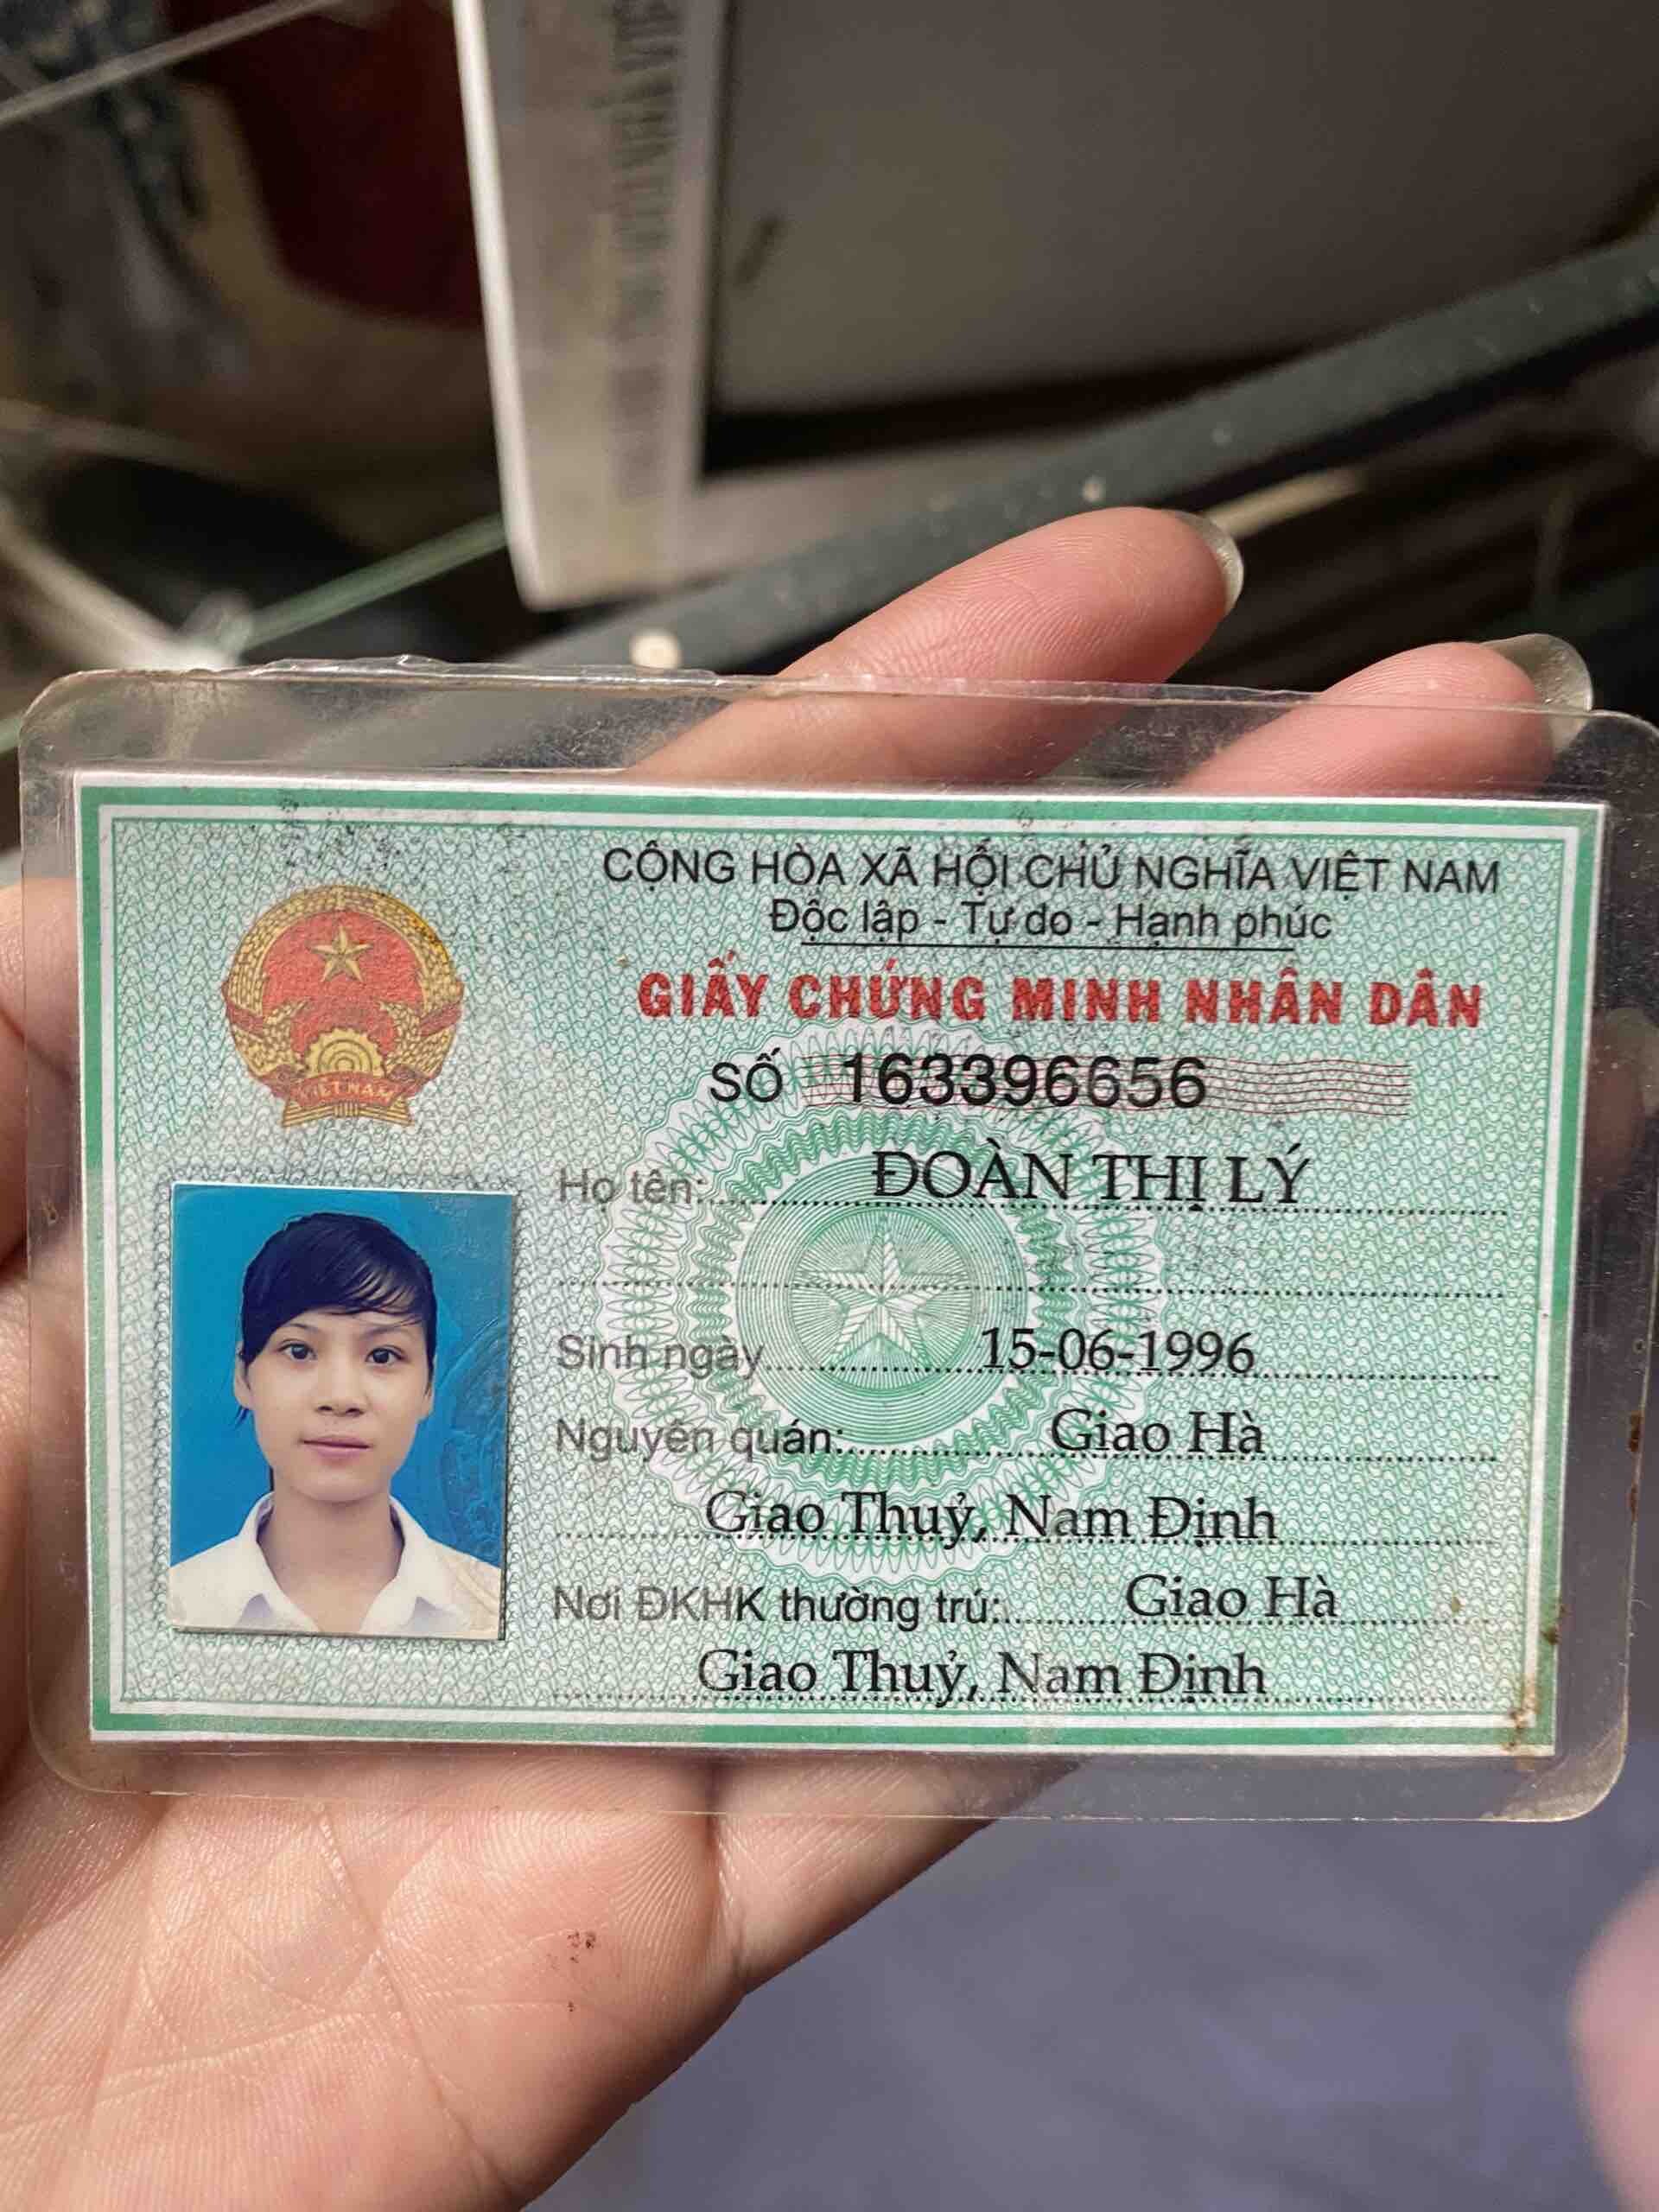 CỘNG HÒA XÃ HỘI CHỦ NGHĨA VIỆT NAM
Độc lập - Tự do - Hạnh phúc
GIẤY CHỨNG MINH NHÂN DÂN
SỐ 163396656
VIỆT NAM
Họ tên: ĐOÀN THỊ LÝ
Sinh ngày 15-06-1996
Nguyên quán: Giao Hà
Giao Thuỷ, Nam Định
Nơi ĐKHK thường trú: Giao Hà
Giao Thuỷ, Nam Định